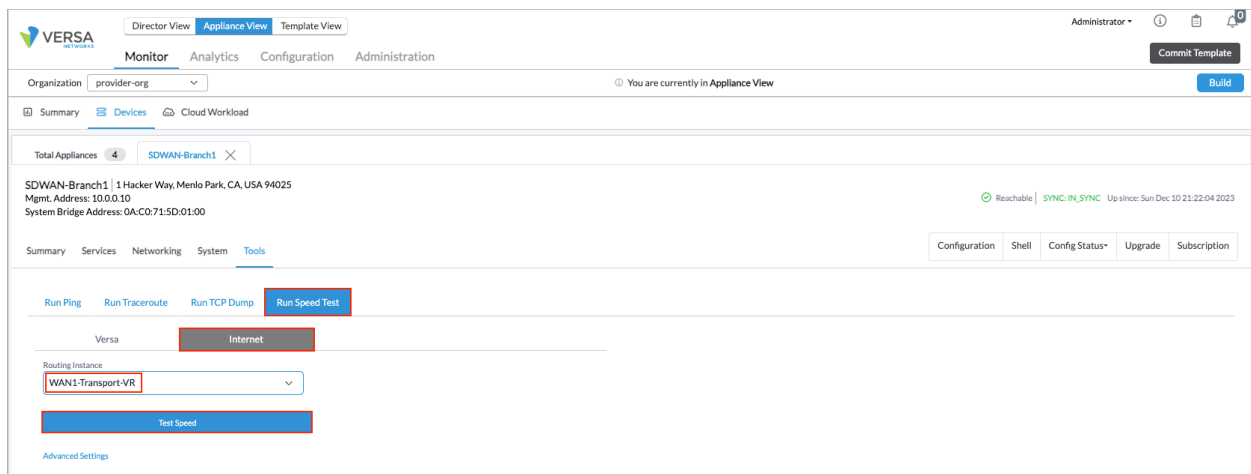 VERSA
NETWORKS
Director View Appliance View Template View
Administrator
0
Monitor Analytics Configuration Administration
Commit Template
Organization provider-org
You are currently in Appliance View
Build
Summary Devices Cloud Workload
Total Appliances 4 SDWAN-Branch1
SDWAN-Branch1 | 1 Hacker Way, Menlo Park, CA, USA 94025
Mgmt. Address: 10.0.0.10
System Bridge Address: 0A:C0:71:5D:01:00
Reachable | SYNC: IN_SYNC Up since: Sun Dec 10 21:22:04 2023
Summary Services Networking System Tools
Configuration Shell Config Status Upgrade Subscription
Run Ping Run Traceroute Run TCP Dump Run Speed Test
Versa Internet
Routing Instance
WAN1-Transport-VR
Test Speed
Advanced Settings